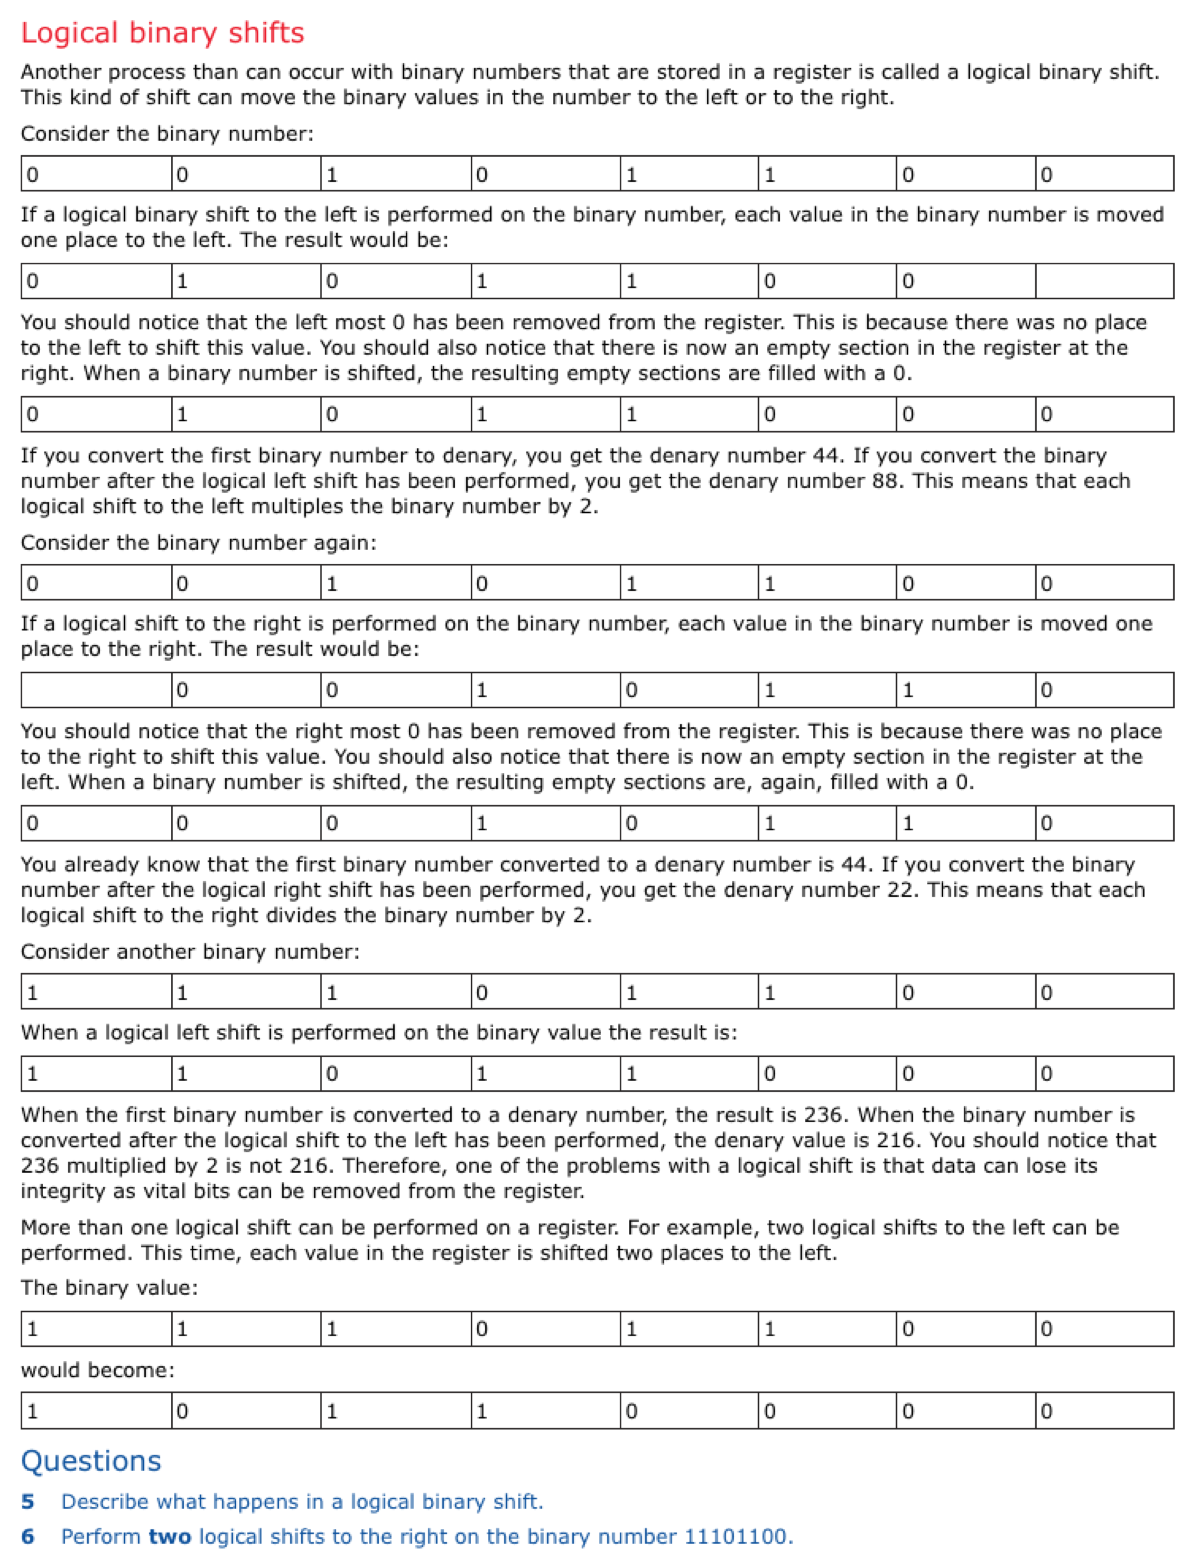 Logical binary shifts
Another process than can occur with binary numbers that are stored in a register is called a logical binary shift.
This kind of shift can move the binary values in the number to the left or to the right.
Consider the binary number:
0 0 1 0 1 1 0 0
If a logical binary shift to the left is performed on the binary number, each value in the binary number is moved
one place to the left. The result would be:
0 1 0 1 1 0 0
You should notice that the left most 0 has been removed from the register. This is because there was no place
to the left to shift this value. You should also notice that there is now an empty section in the register at the
right. When a binary number is shifted, the resulting empty sections are filled with a 0.
0 1 0 1 1 0 0 0
If you convert the first binary number to denary, you get the denary number 44. If you convert the binary
number after the logical left shift has been performed, you get the denary number 88. This means that each
logical shift to the left multiples the binary number by 2.
Consider the binary number again:
0 0 1 0 1 1 0 0
If a logical shift to the right is performed on the binary number, each value in the binary number is moved one
place to the right. The result would be:
0 0 1 0 1 1 0
You should notice that the right most 0 has been removed from the register. This is because there was no place
to the right to shift this value. You should also notice that there is now an empty section in the register at the
left. When a binary number is shifted, the resulting empty sections are, again, filled with a 0.
0 0 0 1 0 1 1 0
You already know that the first binary number converted to a denary number is 44. If you convert the binary
number after the logical right shift has been performed, you get the denary number 22. This means that each
logical shift to the right divides the binary number by 2.
Consider another binary number:
1 1 1 0 1 1 0 0
When a logical left shift is performed on the binary value the result is:
1 1 0 1 1 0 0 0
When the first binary number is converted to a denary number, the result is 236. When the binary number is
converted after the logical shift to the left has been performed, the denary value is 216. You should notice that
236 multiplied by 2 is not 216. Therefore, one of the problems with a logical shift is that data can lose its
integrity as vital bits can be removed from the register.
More than one logical shift can be performed on a register. For example, two logical shifts to the left can be
performed. This time, each value in the register is shifted two places to the left.
The binary value:
1 1 1 0 1 1 0 0
would become:
1 0 1 1 0 0 0 0
Questions
5 Describe what happens in a logical binary shift.
6 Perform two logical shifts to the right on the binary number 11101100.